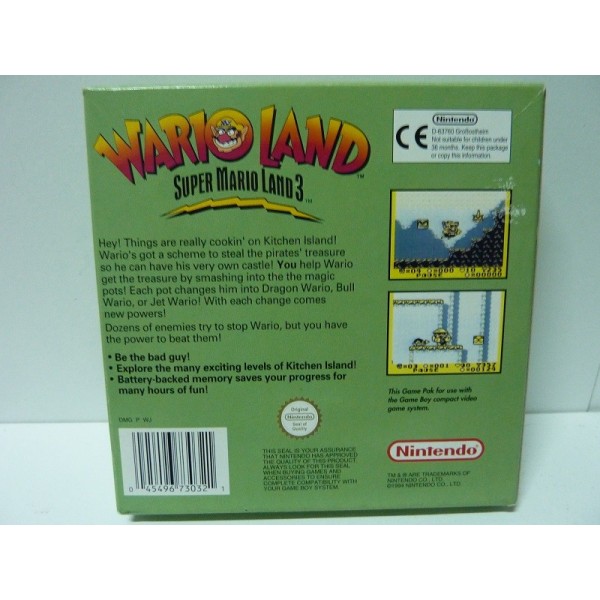 WARIO LAND
TM
SUPER MARIO LAND 3
TM
Hey! Things are really cookin' on Kitchen Island!
Wario's got a scheme to steal the pirates' treasure
so he can have his very own castle! You help Wario
get the treasure by smashing into the the magic
pots! Each pot changes him into Dragon Wario, Bull
Wario, or Jet Wario! With each change comes
new powers!
Dozens of enemies try to stop Wario, but you have
the power to beat them!
• Be the bad guy!
• Explore the many exciting levels of Kitchen Island!
• Battery-backed memory saves your progress for
many hours of fun!
DMG. P. WJ
0 45496 73032 1
Original
Nintendo
Seal of
Quality
THIS SEAL IS YOUR ASSURANCE
THAT NINTENDO HAS APPROVED
THE QUALITY OF THIS PRODUCT.
ALWAYS LOOK FOR THIS SEAL
WHEN BUYING GAMES AND
ACCESSORIES TO ENSURE
COMPLETE COMPATIBILITY WITH
YOUR GAME BOY SYSTEM.
CE
Nintendo
D-63760 Großostheim
Not suitable for children under
36 months. Keep this package
or copy this information.
PAUSE
PAUSE
This Game Pak for use with
the Game Boy compact video
game system.
Nintendo
TM & ® ARE TRADEMARKS OF
NINTENDO CO., LTD.
©1994 NINTENDO CO., LTD.